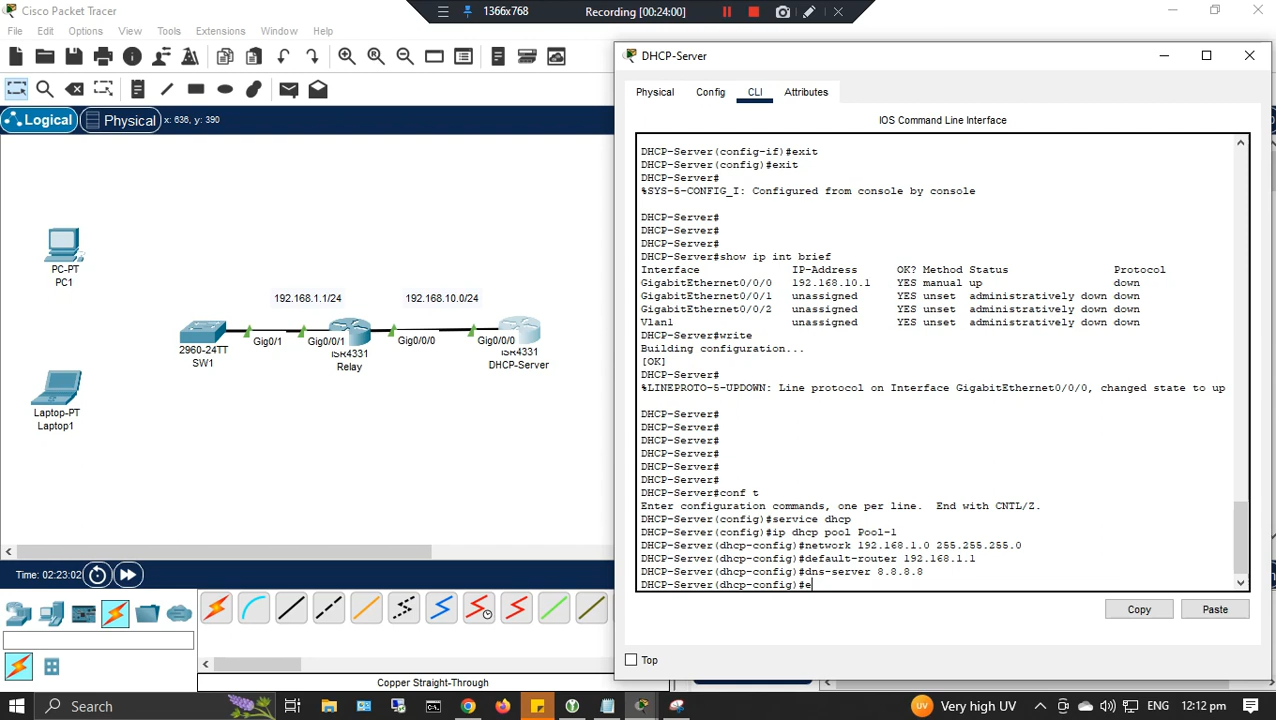 Cisco Packet Tracer
1366x768
Recording [00:24:00]
File Edit Options View Tools Extensions Window Help
Logical
Physical
x: 636, y: 390
PC-PT
PC1
192.168.1.1/24
192.168.10.0/24
Gig0/1
Gig0/0/1
Gig0/0/0
Gig0/0/0
2960-24TT
SW1
ISR4331
Relay
ISR4331
DHCP-Server
Laptop-PT
Laptop1
Time: 02:23:02
Copper Straight-Through
DHCP-Server
Physical Config CLI Attributes
IOS Command Line Interface
DHCP-Server(config-if)#exit
DHCP-Server(config)#exit
DHCP-Server#
%SYS-5-CONFIG_I: Configured from console by console
DHCP-Server#
DHCP-Server#
DHCP-Server#
DHCP-Server#show ip int brief
Interface IP-Address OK? Method Status Protocol
GigabitEthernet0/0/0 192.168.10.1 YES manual up down
GigabitEthernet0/0/1 unassigned YES unset administratively down down
GigabitEthernet0/0/2 unassigned YES unset administratively down down
Vlan1 unassigned YES unset administratively down down
DHCP-Server#write
Building configuration...
[OK]
DHCP-Server#
%LINEPROTO-5-UPDOWN: Line protocol on Interface GigabitEthernet0/0/0, changed state to up
DHCP-Server#
DHCP-Server#
DHCP-Server#
DHCP-Server#
DHCP-Server#
DHCP-Server#
DHCP-Server#conf t
Enter configuration commands, one per line. End with CNTL/Z.
DHCP-Server(config)#service dhcp
DHCP-Server(config)#ip dhcp pool Pool-1
DHCP-Server(dhcp-config)#network 192.168.1.0 255.255.255.0
DHCP-Server(dhcp-config)#default-router 192.168.1.1
DHCP-Server(dhcp-config)#dns-server 8.8.8.8
DHCP-Server(dhcp-config)#e
Copy
Paste
Top
Search
UV
Very high UV
ENG
12:12 pm